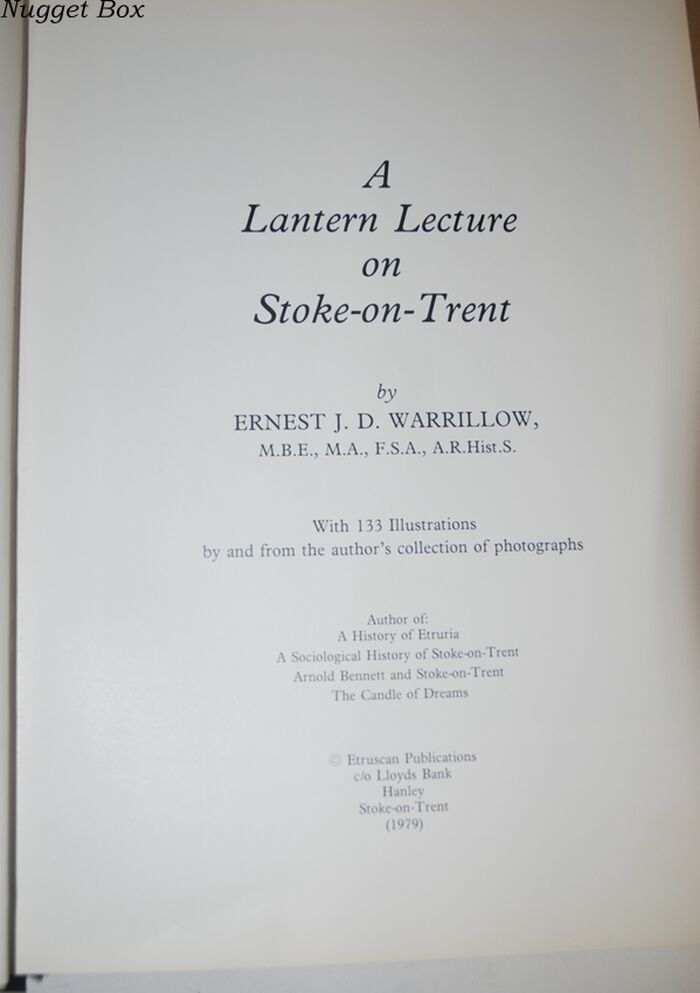 Nugget Box
A
Lantern Lecture
on
Stoke-on-Trent
by
ERNEST J. D. WARRILLOW,
M.B.E., M.A., F.S.A., A.R.Hist.S.
With 133 Illustrations
by and from the author's collection of photographs
Author of:
A History of Etruria
A Sociological History of Stoke-on-Trent
Arnold Bennett and Stoke-on-Trent
The Candle of Dreams
© Etruscan Publications
c/o Lloyds Bank
Hanley
Stoke-on-Trent
(1979)